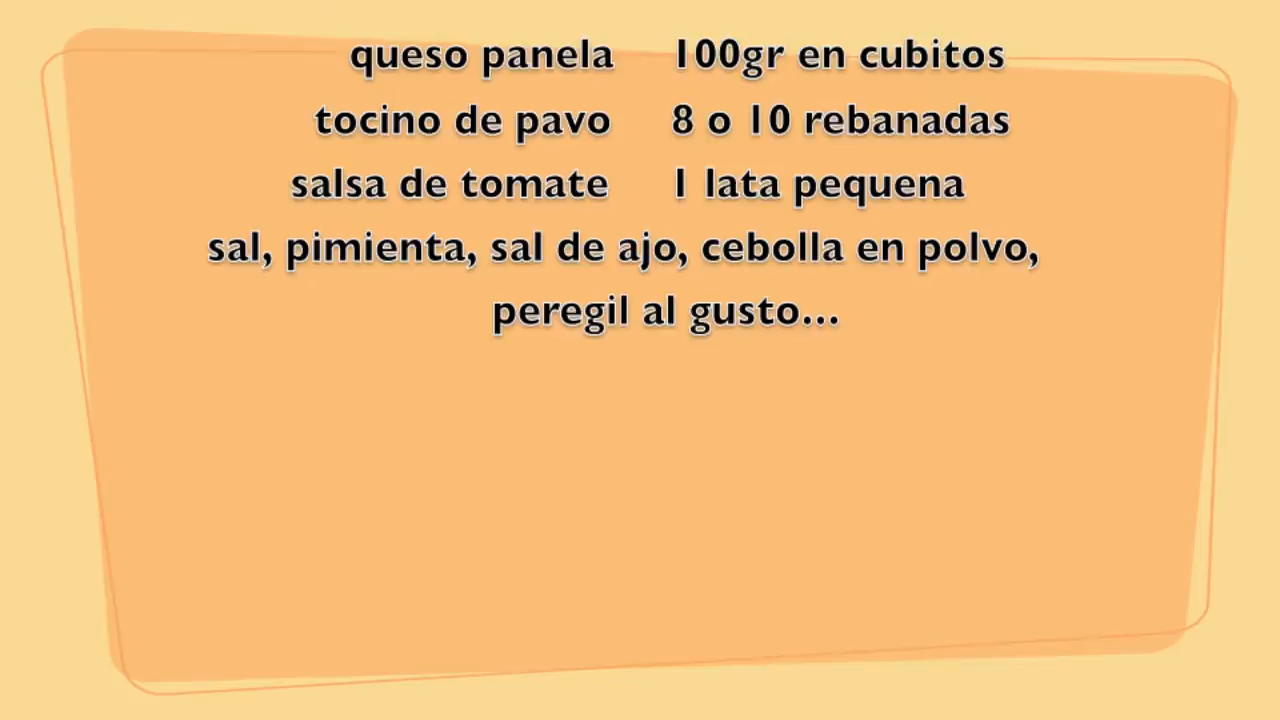 queso panela 100gr en cubitos
tocino de pavo 8 o 10 rebanadas
salsa de tomate 1 lata pequena
sal, pimienta, sal de ajo, cebolla en polvo,
peregil al gusto...